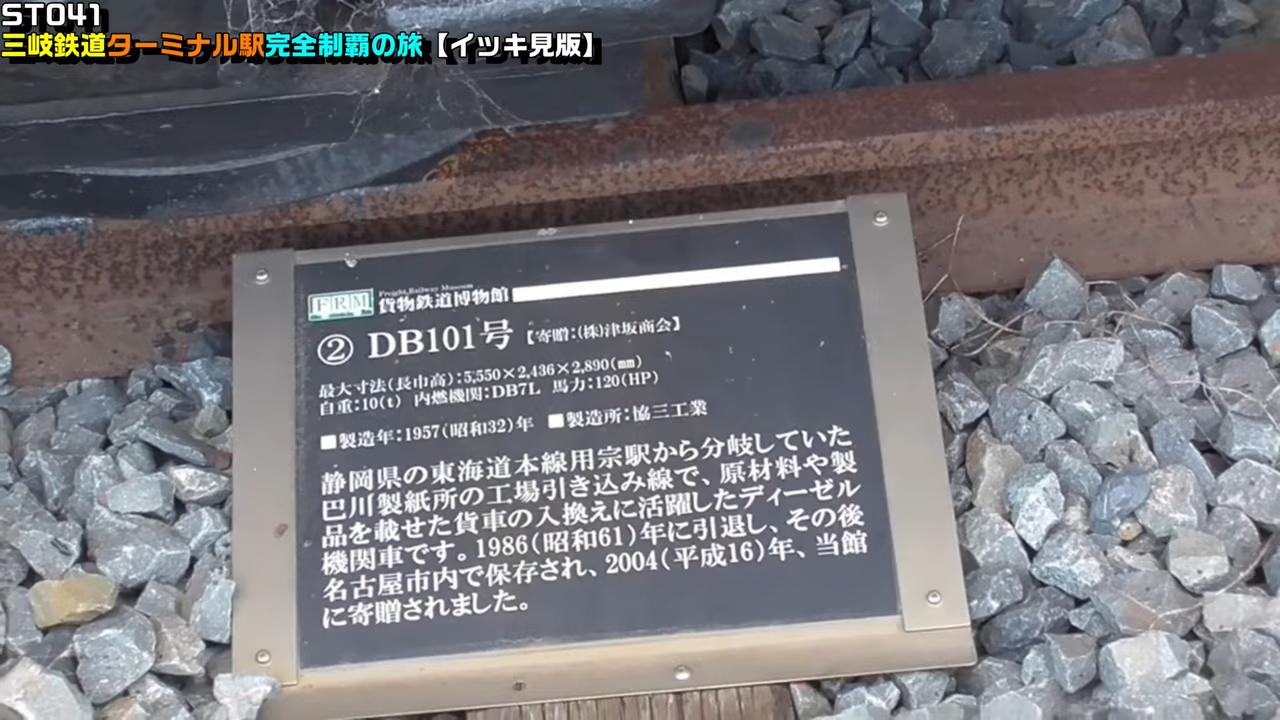 ST041
三岐鉄道ターミナル駅完全制覇の旅【イツキ見版】
FRM
Freight Railway Museum
貨物鉄道博物館
② DB101号【寄贈：(株)津坂商会】
最大寸法(長巾高)：5,550×2,436×2,890(mm)
自重：10(t) 内燃機関：DB7L 馬力：120(HP)
■製造年：1957(昭和32)年 ■製造所：協三工業
静岡県の東海道本線用宗駅から分岐していた
巴川製紙所の工場引き込み線で、原材料や製
品を載せた貨車の入換えに活躍したディーゼル
機関車です。1986(昭和61)年に引退し、その後
名古屋市内で保存され、2004(平成16)年、当館
に寄贈されました。